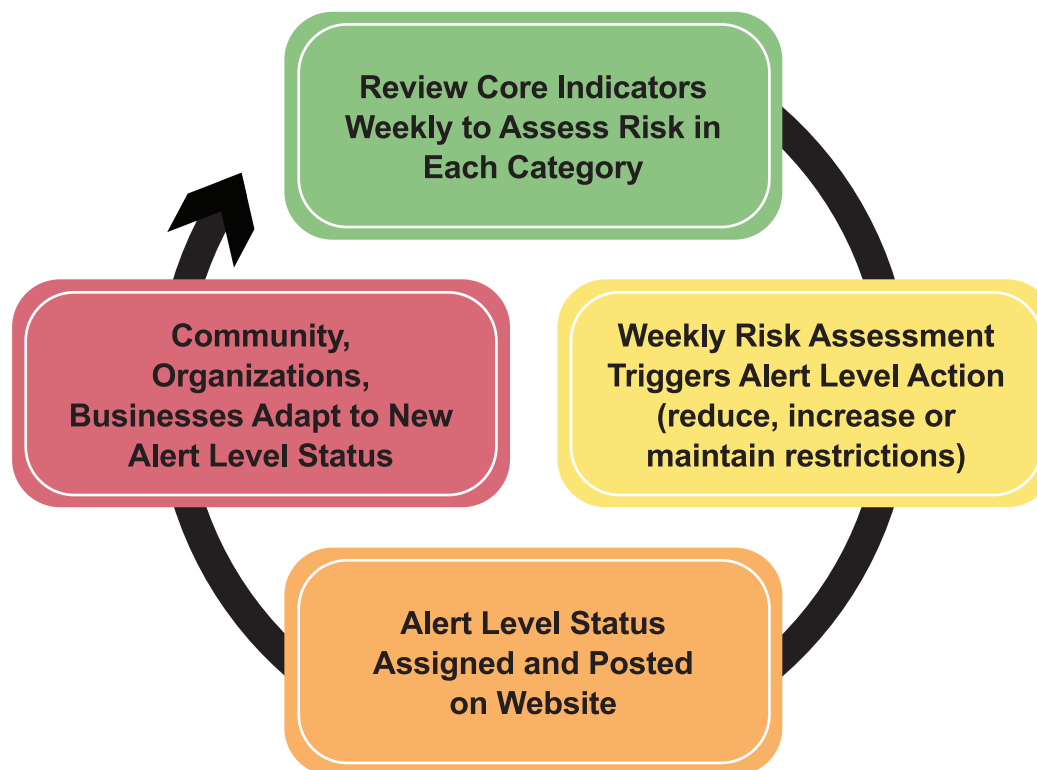 Review Core Indicators
Weekly to Assess Risk in
Each Category
Weekly Risk Assessment
Triggers Alert Level Action
(reduce, increase or
maintain restrictions)
Alert Level Status
Assigned and Posted
on Website
Community,
Organizations,
Businesses Adapt to New
Alert Level Status